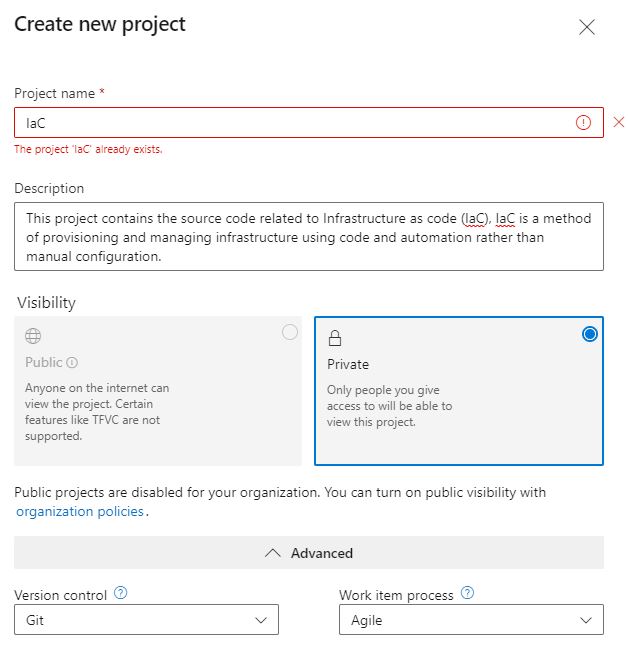 Create new project
Project name *
IaC
The project 'IaC' already exists.
Description
This project contains the source code related to Infrastructure as code (IaC), IaC is a method
of provisioning and managing infrastructure using code and automation rather than
manual configuration.
Visibility
Public
Anyone on the internet can
view the project. Certain
features like TFVC are not
supported.
Private
Only people you give
access to will be able to
view this project.
Public projects are disabled for your organization. You can turn on public visibility with
organization policies.
Advanced
Version control
Git
Work item process
Agile